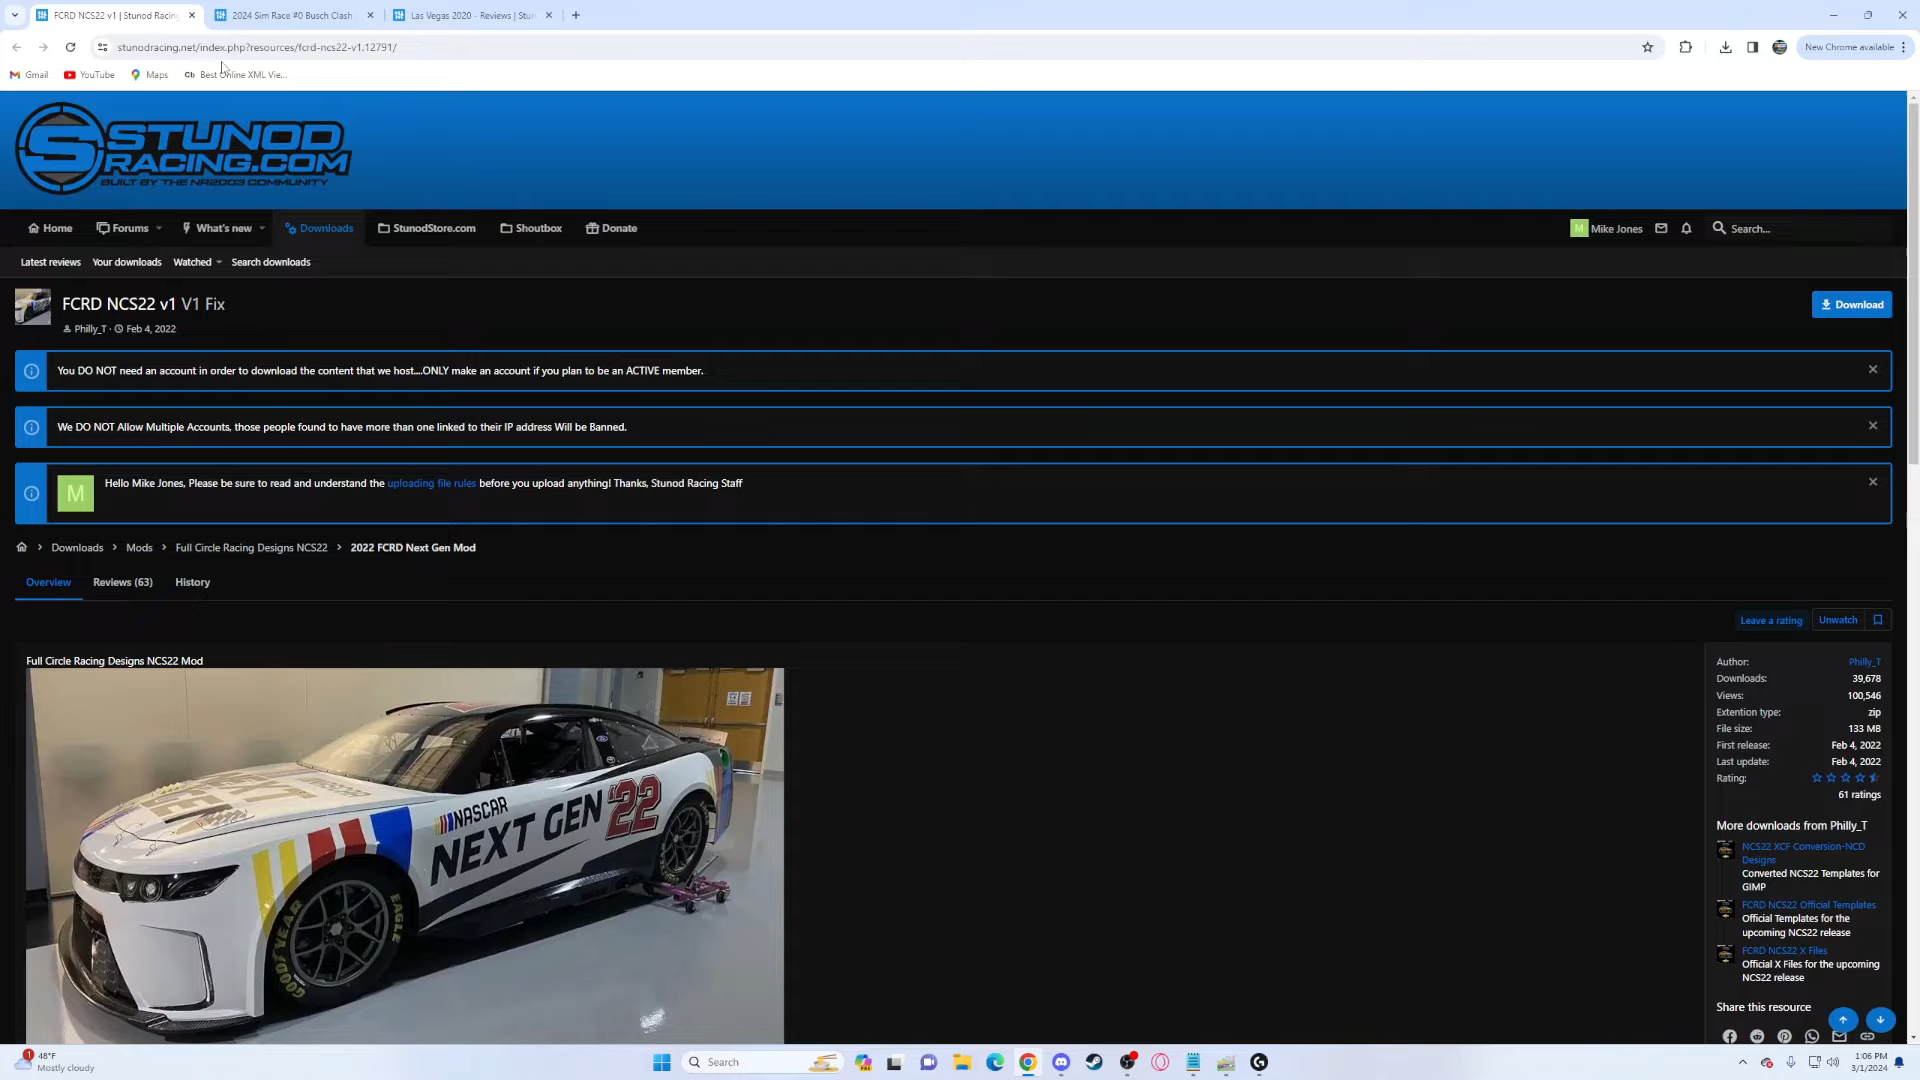 FCRD NCS22 v1 | Stunod Racing
2024 Sim Race #0 Busch Clash
Las Vegas 2020 - Reviews | Stun
stunodracing.net/index.php?resources/fcrd-ncs22-v1.12791/
New Chrome available
Gmail
YouTube
Maps
Cb
Best Online XML Vie...
STUNOD
RACING.COM
BUILT BY THE NR2003 COMMUNITY
Home
Forums
What's new
Downloads
StunodStore.com
Shoutbox
Donate
M
Mike Jones
Search...
Latest reviews
Your downloads
Watched
Search downloads
FCRD NCS22 v1 V1 Fix
Philly_T · Feb 4, 2022
Download
You DO NOT need an account in order to download the content that we host....ONLY make an account if you plan to be an ACTIVE member.
We DO NOT Allow Multiple Accounts, those people found to have more than one linked to their IP address Will be Banned.
M
Hello Mike Jones, Please be sure to read and understand the uploading file rules before you upload anything! Thanks, Stunod Racing Staff
Downloads
Mods
Full Circle Racing Designs NCS22
2022 FCRD Next Gen Mod
Overview
Reviews (63)
History
Leave a rating
Unwatch
Full Circle Racing Designs NCS22 Mod
NASCAR
NEXT GEN '22
GOODYEAR
EAGLE
Author: Philly_T
Downloads: 39,678
Views: 100,546
Extention type: zip
File size: 133 MB
First release: Feb 4, 2022
Last update: Feb 4, 2022
Rating:
61 ratings
More downloads from Philly_T
NCS22 XCF Conversion-NCD
Designs
Converted NCS22 Templates for
GIMP
FCRD NCS22 Official Templates
Official Templates for the
upcoming NCS22 release
FCRD NCS22 X Files
Official X Files for the upcoming
NCS22 release
Share this resource
1
48°F
Mostly cloudy
Search
1:06 PM
3/1/2024